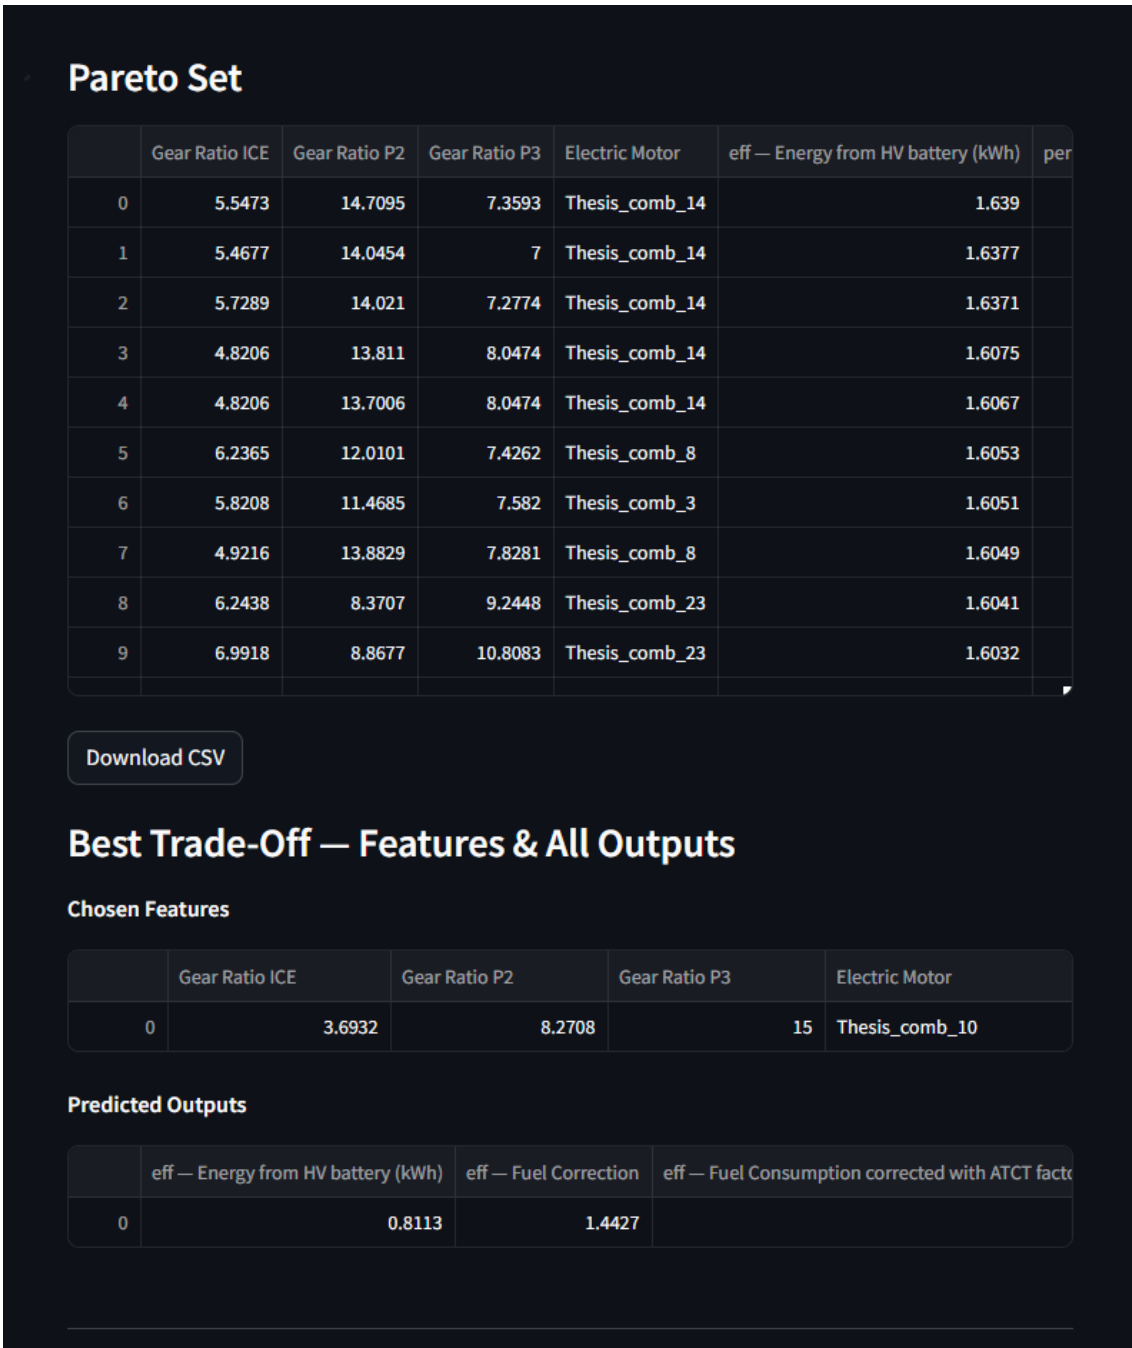 Pareto Set
Gear Ratio ICE Gear Ratio P2 Gear Ratio P3 Electric Motor eff — Energy from HV battery (kWh) per
0 5.5473 14.7095 7.3593 Thesis_comb_14 1.639
1 5.4677 14.0454 7 Thesis_comb_14 1.6377
2 5.7289 14.021 7.2774 Thesis_comb_14 1.6371
3 4.8206 13.811 8.0474 Thesis_comb_14 1.6075
4 4.8206 13.7006 8.0474 Thesis_comb_14 1.6067
5 6.2365 12.0101 7.4262 Thesis_comb_8 1.6053
6 5.8208 11.4685 7.582 Thesis_comb_3 1.6051
7 4.9216 13.8829 7.8281 Thesis_comb_8 1.6049
8 6.2438 8.3707 9.2448 Thesis_comb_23 1.6041
9 6.9918 8.8677 10.8083 Thesis_comb_23 1.6032
Download CSV
Best Trade-Off — Features & All Outputs
Chosen Features
Gear Ratio ICE Gear Ratio P2 Gear Ratio P3 Electric Motor
0 3.6932 8.2708 15 Thesis_comb_10
Predicted Outputs
eff — Energy from HV battery (kWh) eff — Fuel Correction eff — Fuel Consumption corrected with ATCT facto
0 0.8113 1.4427